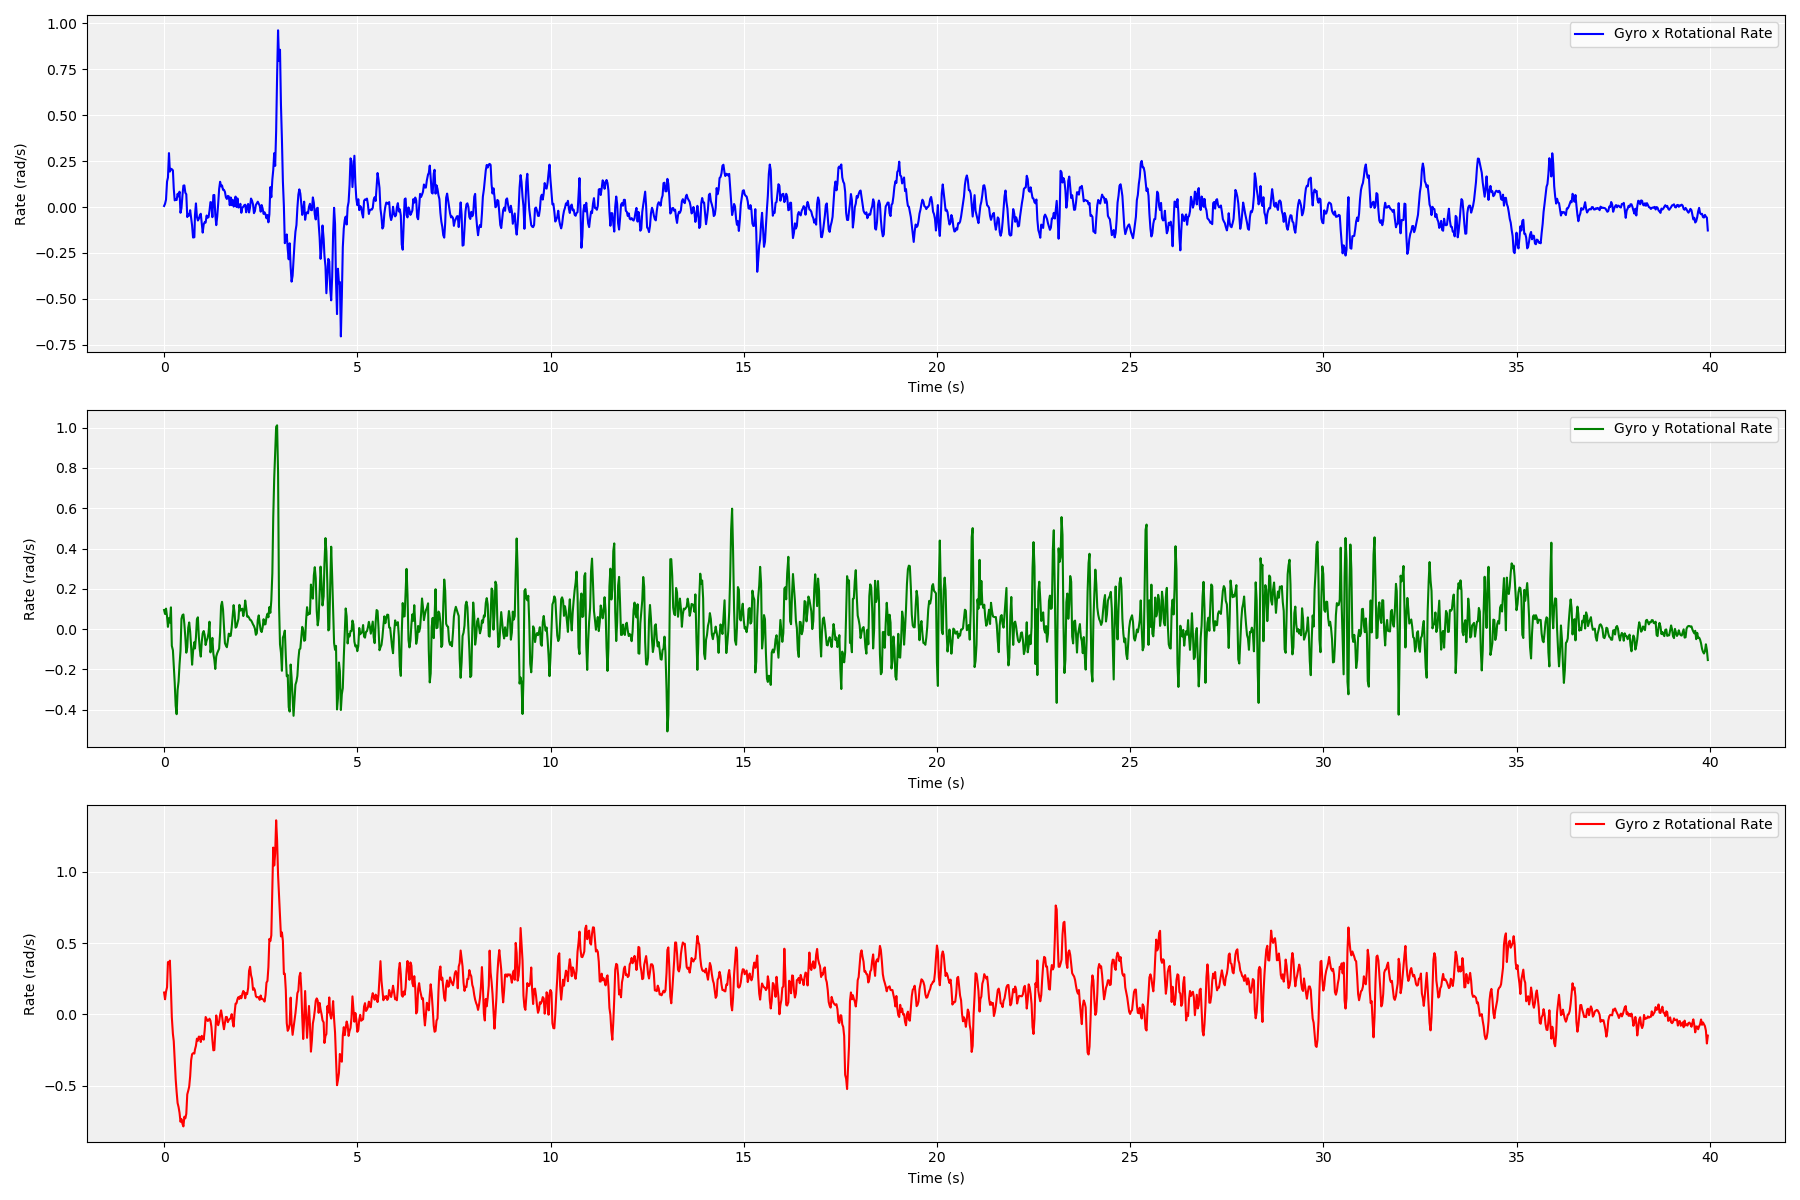 Gyro x Rotational Rate
1.00
0.75
0.50
0.25
0.00
−0.25
−0.50
−0.75
Rate (rad/s)
0 5 10 15 20 25 30 35 40
Time (s)
Gyro y Rotational Rate
1.0
0.8
0.6
0.4
0.2
0.0
−0.2
−0.4
Rate (rad/s)
0 5 10 15 20 25 30 35 40
Time (s)
Gyro z Rotational Rate
1.0
0.5
0.0
−0.5
Rate (rad/s)
0 5 10 15 20 25 30 35 40
Time (s)